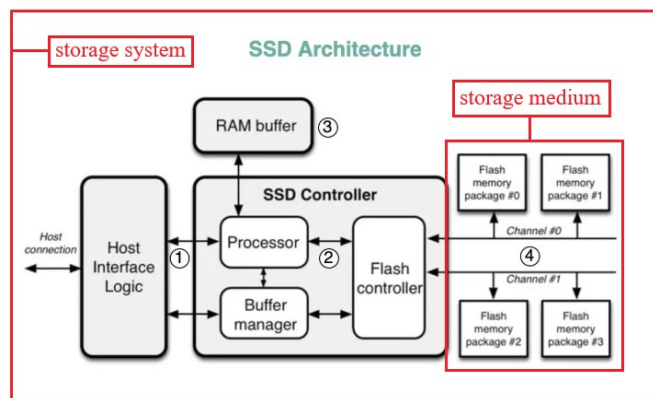 storage system
SSD Architecture
storage medium
RAM buffer
③
SSD Controller
Flash
memory
package #0
Flash
memory
package #1
Host
connection
Host
Interface
Logic
①
Processor
②
Flash
controller
Channel #0
④
Channel #1
Buffer
manager
Flash
memory
package #2
Flash
memory
package #3